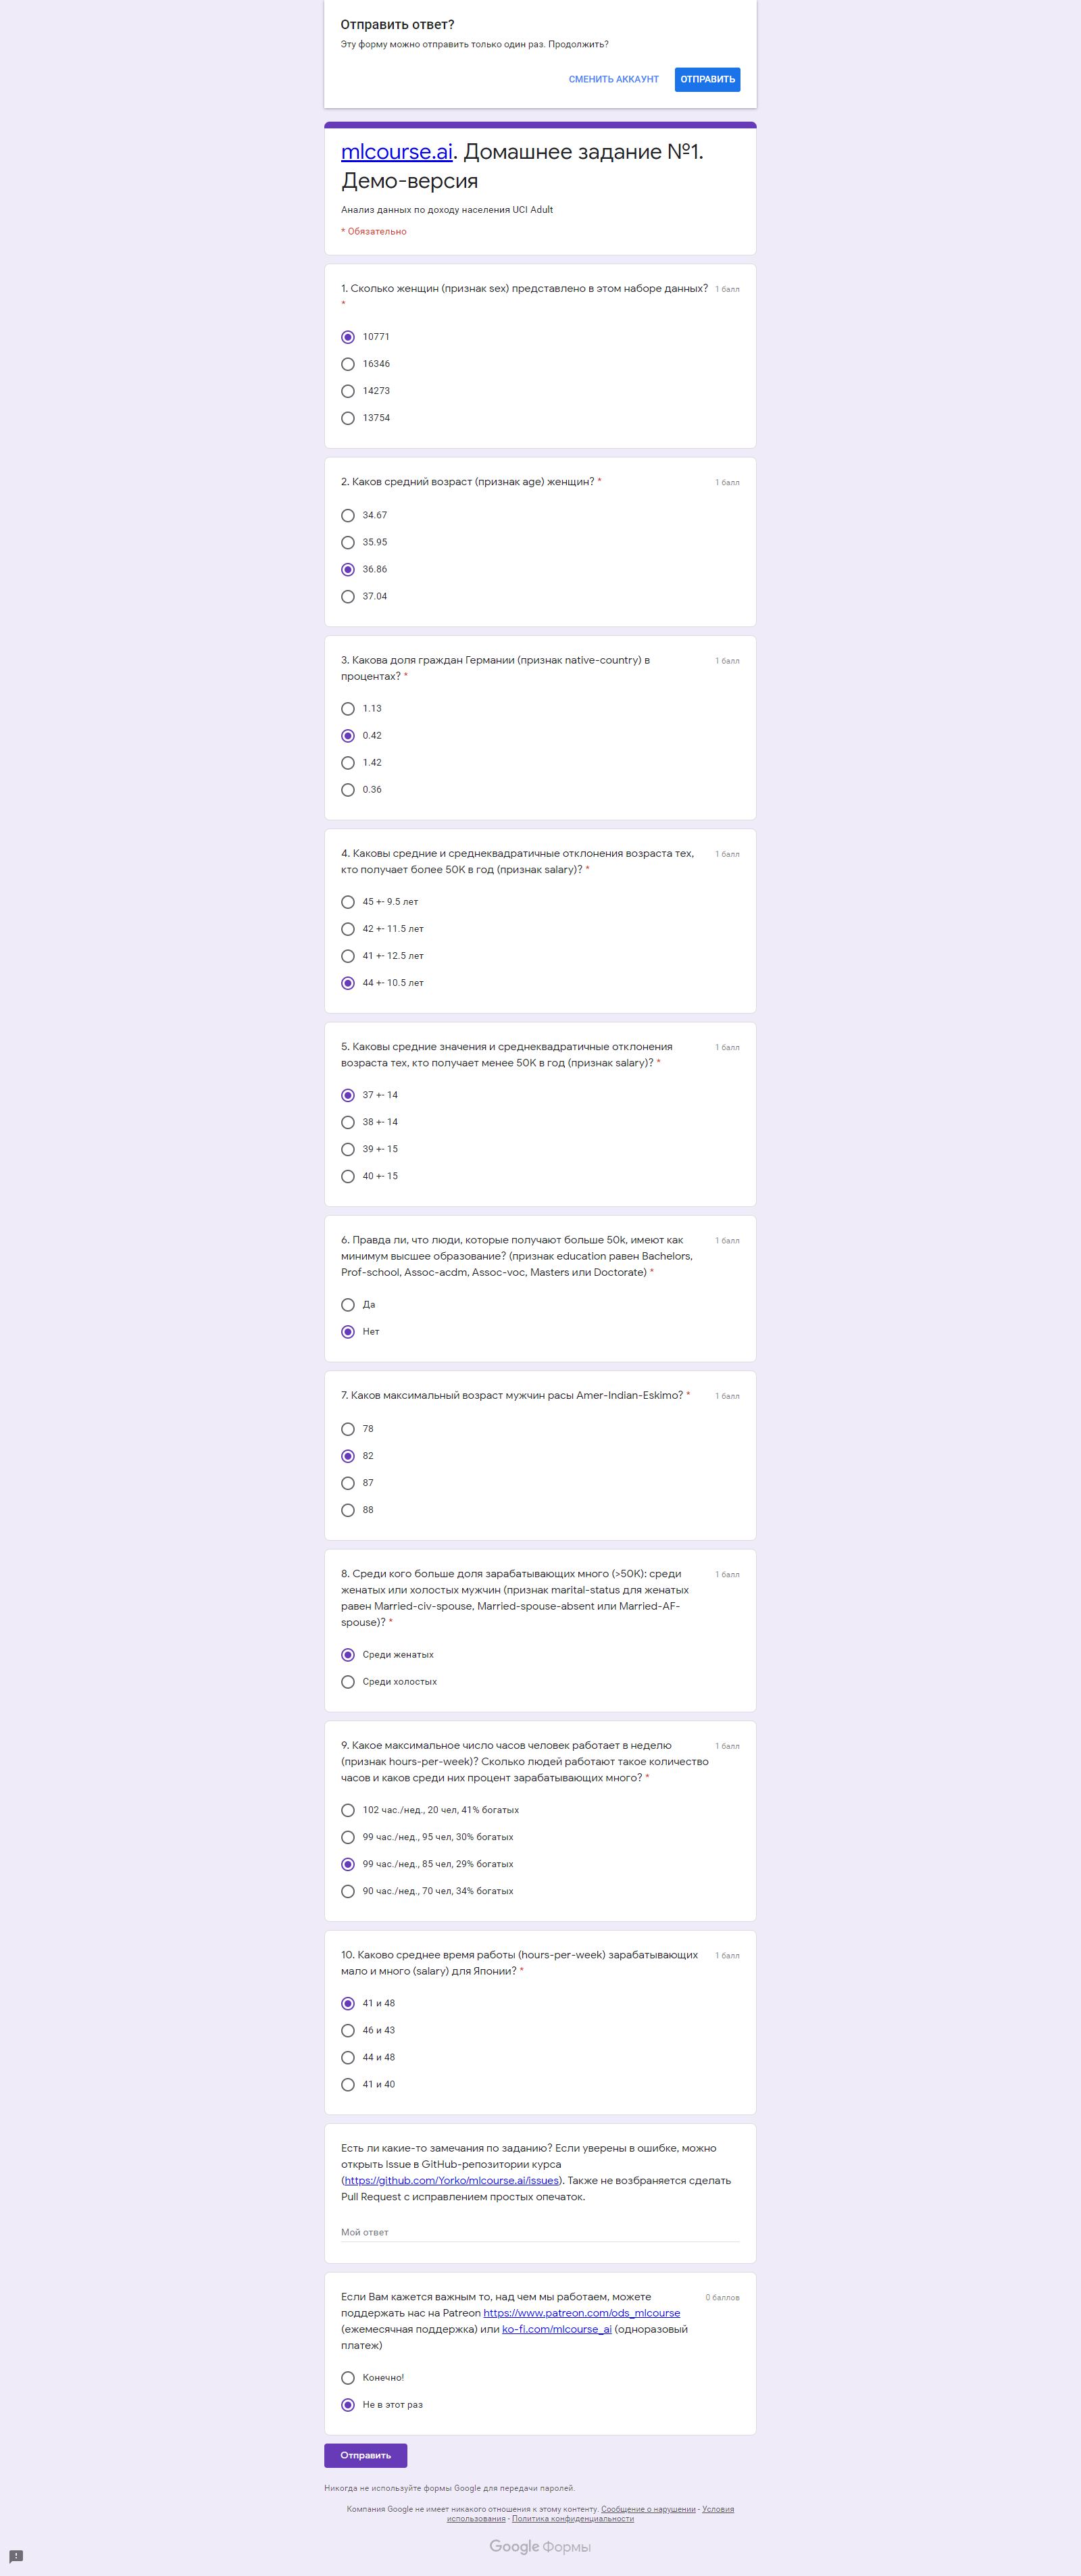 Отправить ответ?
Эту форму можно отправить только один раз. Продолжить?
СМЕНИТЬ АККАУНТ
ОТПРАВИТЬ
mlcourse.ai. Домашнее задание №1.
Демо-версия
Анализ данных по доходу населения UCI Adult
* Обязательно
1. Сколько женщин (признак sex) представлено в этом наборе данных? 1 балл
*
10771
16346
14273
13754
2. Каков средний возраст (признак age) женщин? * 1 балл
34.67
35.95
36.86
37.04
3. Какова доля граждан Германии (признак native-country) в 1 балл
процентах? *
1.13
0.42
1.42
0.36
4. Каковы средние и среднеквадратичные отклонения возраста тех, 1 балл
кто получает более 50K в год (признак salary)? *
45 +- 9.5 лет
42 +- 11.5 лет
41 +- 12.5 лет
44 +- 10.5 лет
5. Каковы средние значения и среднеквадратичные отклонения 1 балл
возраста тех, кто получает менее 50K в год (признак salary)? *
37 +- 14
38 +- 14
39 +- 15
40 +- 15
6. Правда ли, что люди, которые получают больше 50k, имеют как 1 балл
минимум высшее образование? (признак education равен Bachelors,
Prof-school, Assoc-acdm, Assoc-voc, Masters или Doctorate) *
Да
Нет
7. Каков максимальный возраст мужчин расы Amer-Indian-Eskimo? * 1 балл
78
82
87
88
8. Среди кого больше доля зарабатывающих много (>50K): среди 1 балл
женатых или холостых мужчин (признак marital-status для женатых
равен Married-civ-spouse, Married-spouse-absent или Married-AF-
spouse)? *
Среди женатых
Среди холостых
9. Какое максимальное число часов человек работает в неделю 1 балл
(признак hours-per-week)? Сколько людей работают такое количество
часов и каков среди них процент зарабатывающих много? *
102 час./нед., 20 чел, 41% богатых
99 час./нед., 95 чел, 30% богатых
99 час./нед., 85 чел, 29% богатых
90 час./нед., 70 чел, 34% богатых
10. Каково среднее время работы (hours-per-week) зарабатывающих 1 балл
мало и много (salary) для Японии? *
41 и 48
46 и 43
44 и 48
41 и 40
Есть ли какие-то замечания по заданию? Если уверены в ошибке, можно
открыть Issue в GitHub-репозитории курса
(https://github.com/Yorko/mlcourse.ai/issues). Также не возбраняется сделать
Pull Request с исправлением простых опечаток.
Мой ответ
Если Вам кажется важным то, над чем мы работаем, можете 0 баллов
поддержать нас на Patreon https://www.patreon.com/ods_mlcourse
(ежемесячная поддержка) или ko-fi.com/mlcourse_ai (одноразовый
платеж)
Конечно!
Не в этот раз
Отправить
Никогда не используйте формы Google для передачи паролей.
Компания Google не имеет никакого отношения к этому контенту. Сообщение о нарушении - Условия
использования - Политика конфиденциальности
Google Формы